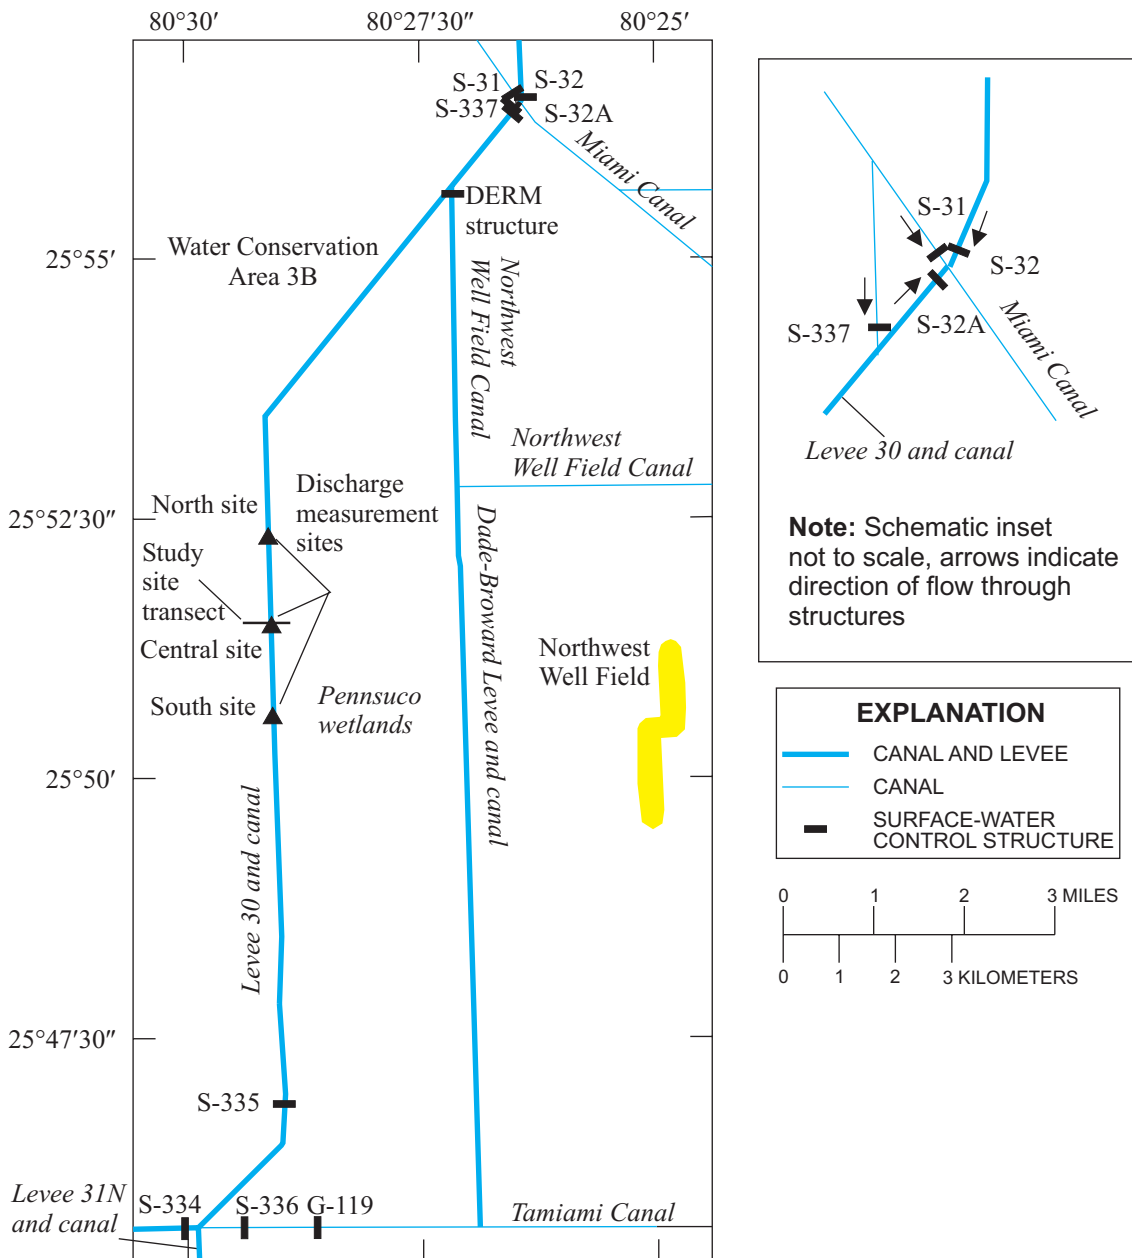 80°30′
80°27′30″
80°25′
S-31
S-32
S-337
S-32A
Miami Canal
DERM
structure
Water Conservation
Area 3B
25°55′
Northwest
Well Field Canal
Northwest
Well Field Canal
North site
Discharge
measurement
sites
25°52′30″
Study
site
transect
Central site
South site
Pennsuco
wetlands
Dade-Broward Levee and canal
Northwest
Well Field
25°50′
Levee 30 and canal
25°47′30″
S-335
Levee 31N
and canal
S-334
S-336
G-119
Tamiami Canal
S-31
S-32
S-337
S-32A
Miami Canal
Levee 30 and canal
Note: Schematic inset
not to scale, arrows indicate
direction of flow through
structures
EXPLANATION
CANAL AND LEVEE
CANAL
SURFACE-WATER
CONTROL STRUCTURE
0 1 2 3 MILES
0 1 2 3 KILOMETERS